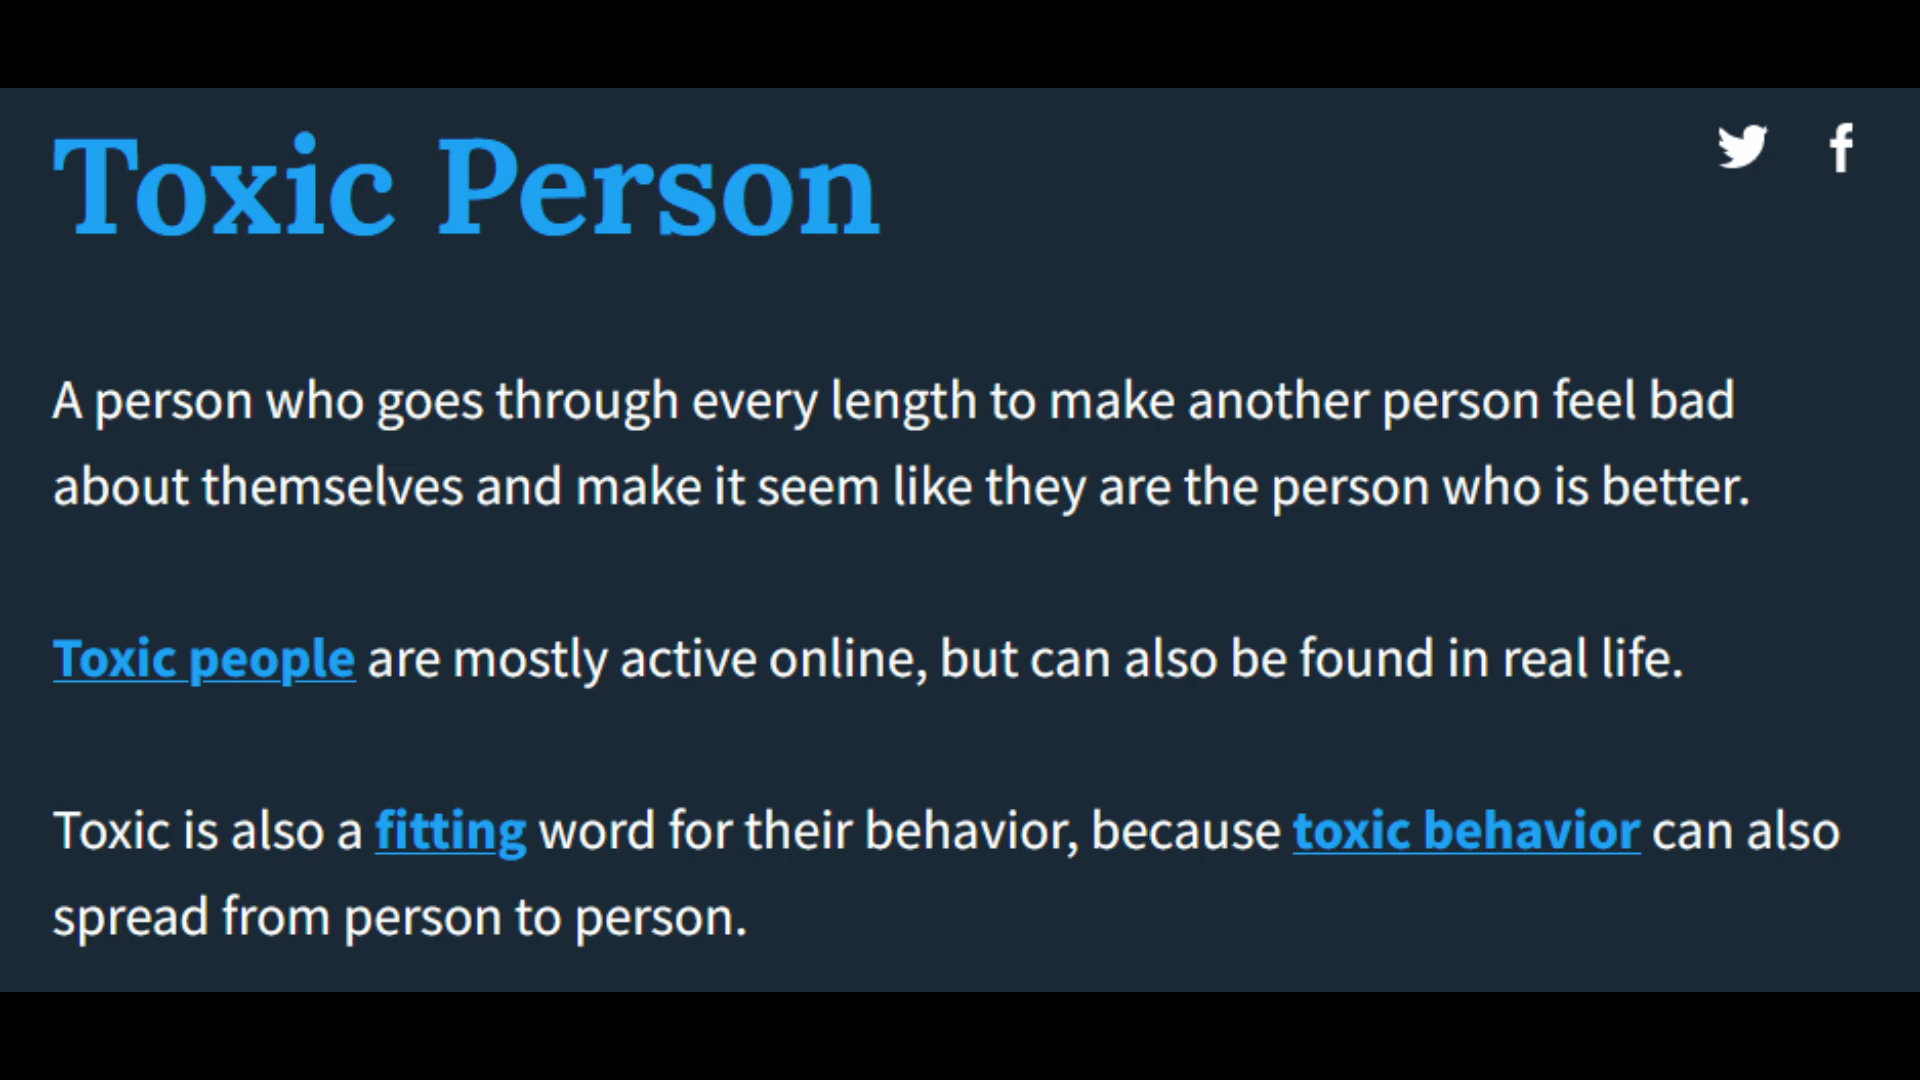 Toxic Person
A person who goes through every length to make another person feel bad
about themselves and make it seem like they are the person who is better.
Toxic people are mostly active online, but can also be found in real life.
Toxic is also a fitting word for their behavior, because toxic behavior can also
spread from person to person.